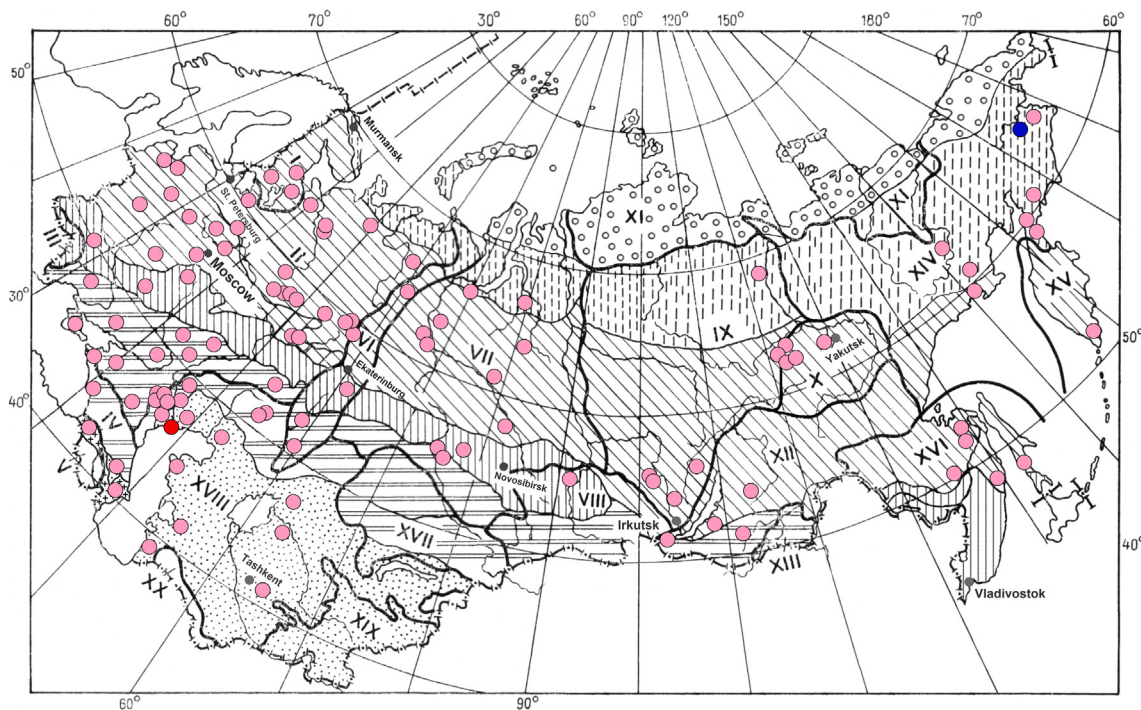 60° 70° 30° 90° 120° 150° 180° 70° 60°
50°
I
I
Murmansk
I
St. Petersburg
XI
XI
III
II
Moscow
XIV
XV
30°
IX
VI
VII
Yakutsk
50°
Ekaterinburg
X
40°
IV
V
XVI
XII
Novosibirsk
XVIII
VIII
Irkutsk
XVII
40°
XIII
XX
Tashkent
Vladivostok
XIX
60°
90°